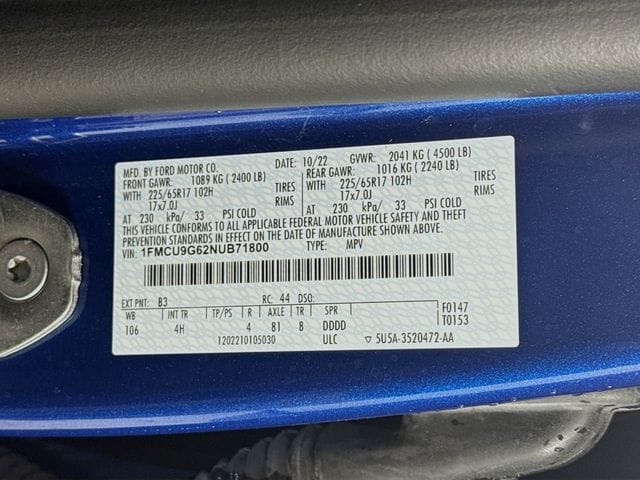 MFD. BY FORD MOTOR CO. DATE: 10/22 GVWR: 2041 KG ( 4500 LB)
FRONT GAWR: 1089 KG ( 2400 LB) REAR GAWR: 1016 KG ( 2240 LB)
WITH 225/65R17 102H TIRES WITH 225/65R17 102H TIRES
17x7.0J RIMS 17x7.0J RIMS
AT 230 kPa/ 33 PSI COLD AT 230 kPa/ 33 PSI COLD
THIS VEHICLE CONFORMS TO ALL APPLICABLE FEDERAL MOTOR VEHICLE SAFETY AND THEFT
PREVENTION STANDARDS IN EFFECT ON THE DATE OF MANUFACTURE SHOWN ABOVE.
VIN: 1FMCU9G62NUB71800 TYPE: MPV
EXT PNT: B3 RC: 44 DSO:
WB INT TR TP/PS R AXLE TR SPR F0147
106 4H 4 81 8 DDDD T0153
1202210105030 ULC 5U5A-3520472-AA